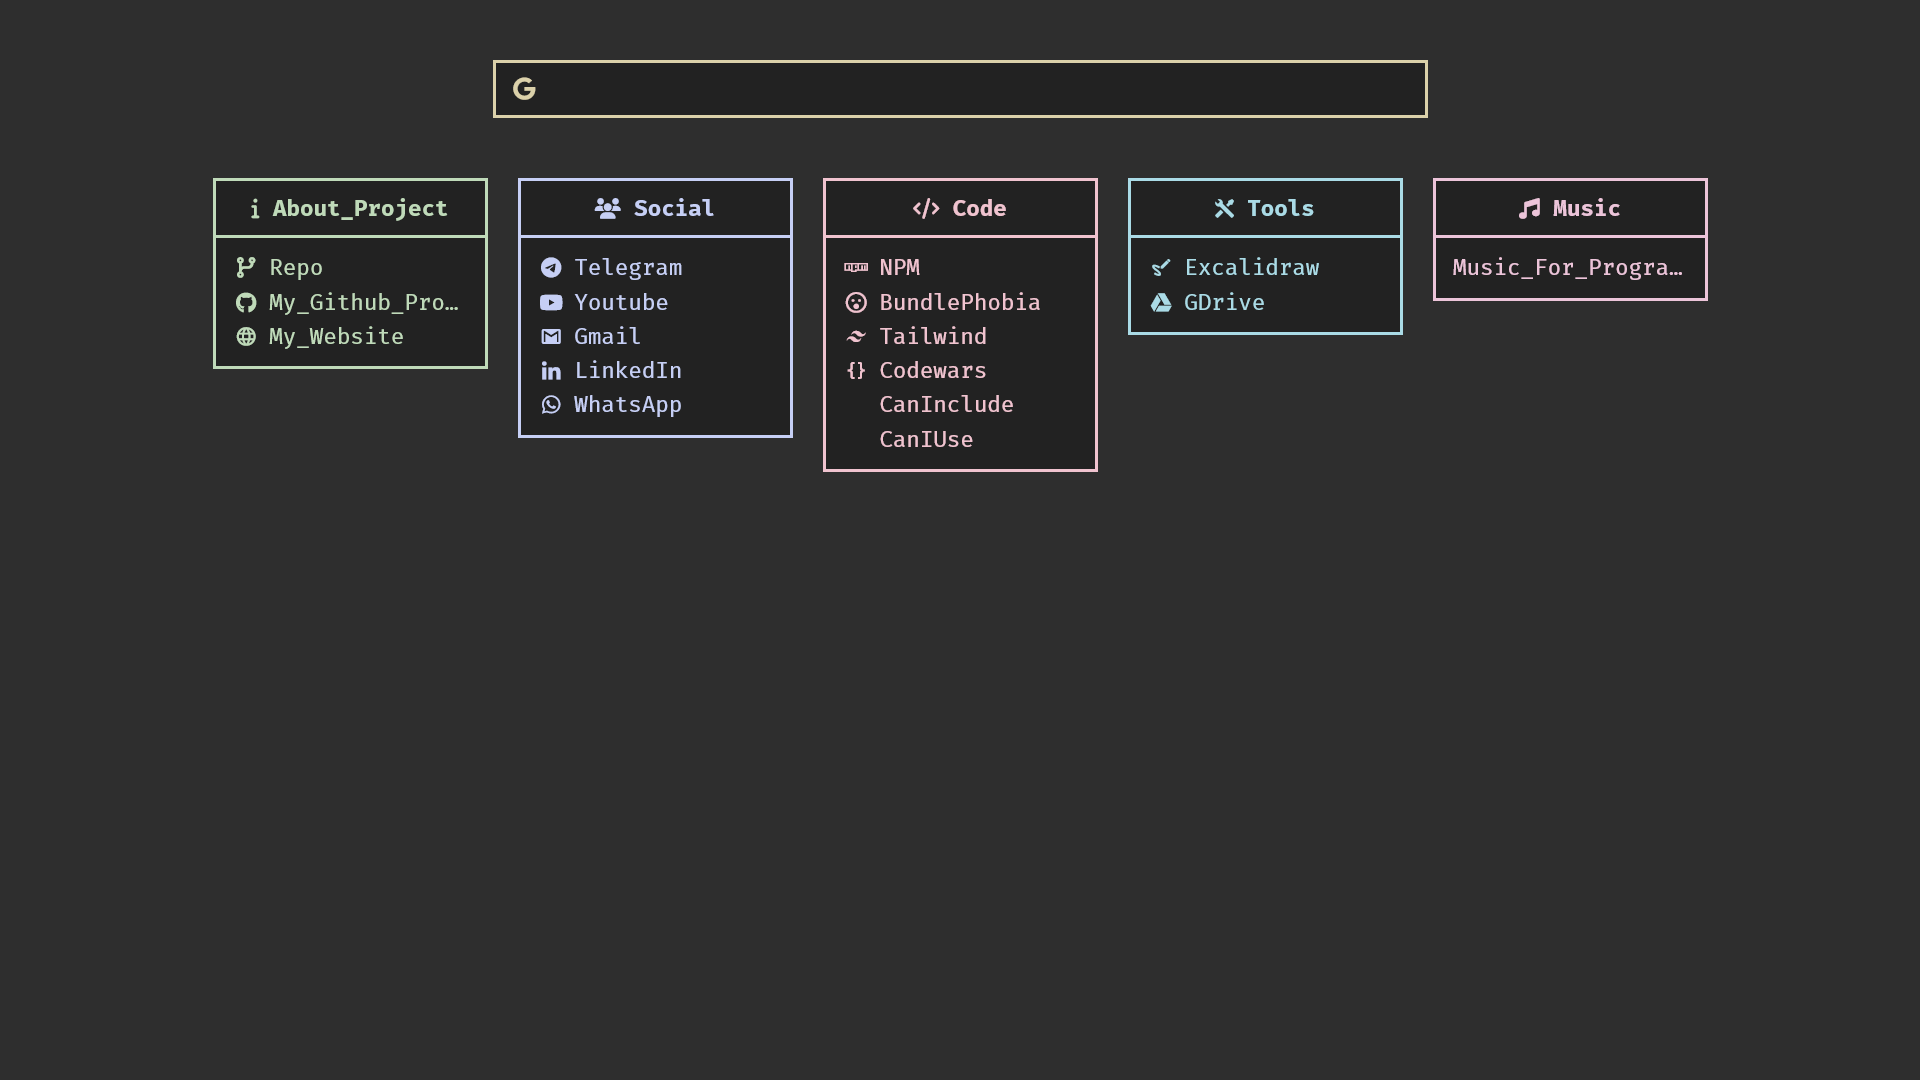 About_Project
Repo
My_Github_Pro…
My_Website
Social
Telegram
Youtube
Gmail
LinkedIn
WhatsApp
Code
NPM
BundlePhobia
Tailwind
Codewars
CanInclude
CanIUse
Tools
Excalidraw
GDrive
Music
Music_For_Progra…